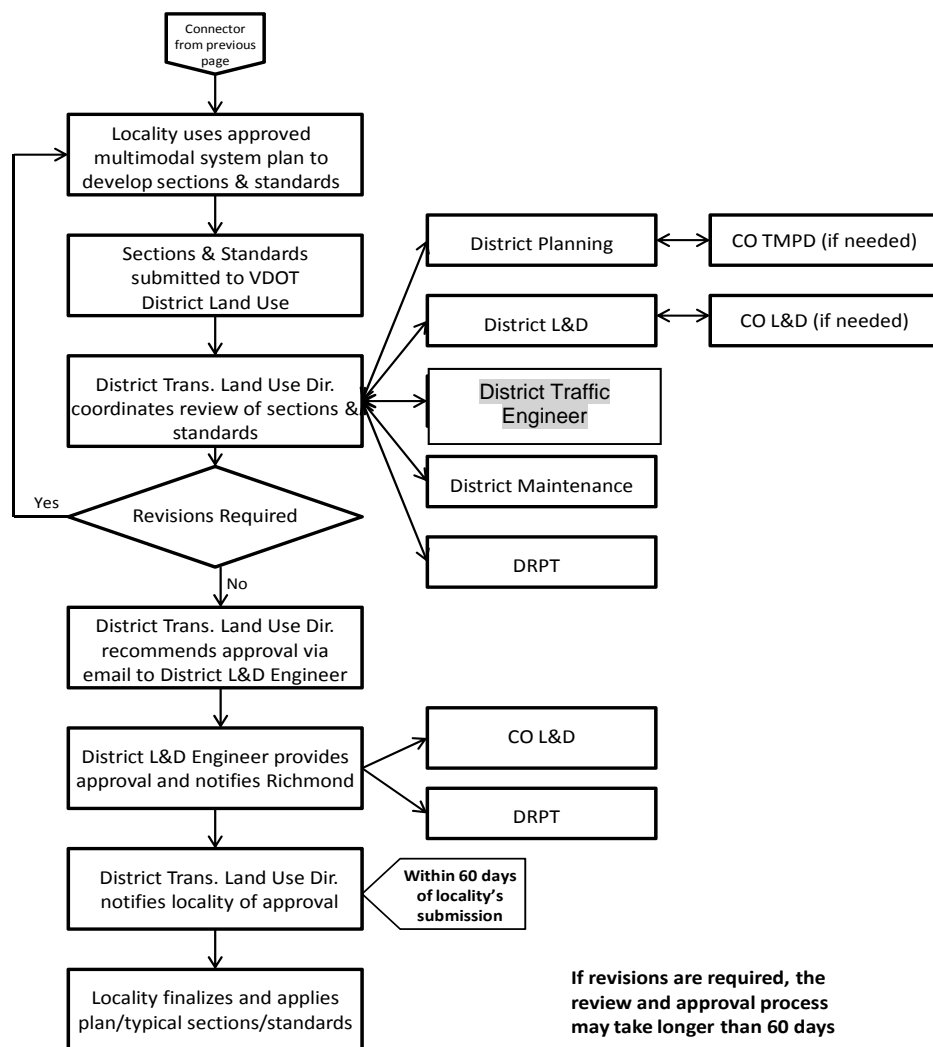 Connector
from previous
page
Locality uses approved
multimodal system plan to
develop sections & standards
Sections & Standards
submitted to VDOT
District Land Use
District Planning
CO TMPD (if needed)
District L&D
CO L&D (if needed)
District Trans. Land Use Dir.
coordinates review of sections &
standards
District Traffic
Engineer
District Maintenance
DRPT
Yes
Revisions Required
No
District Trans. Land Use Dir.
recommends approval via
email to District L&D Engineer
District L&D Engineer provides
approval and notifies Richmond
CO L&D
DRPT
District Trans. Land Use Dir.
notifies locality of approval
Within 60 days
of locality's
submission
Locality finalizes and applies
plan/typical sections/standards
If revisions are required, the
review and approval process
may take longer than 60 days